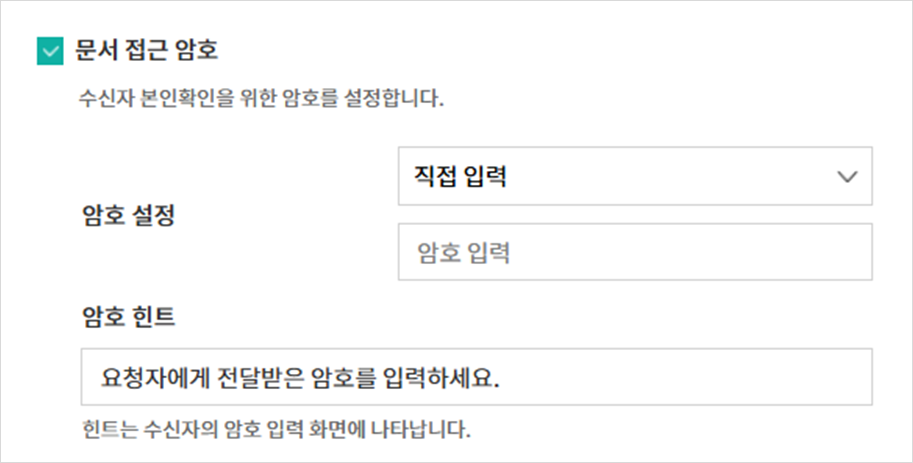 문서 접근 암호
수신자 본인확인을 위한 암호를 설정합니다.
직접 입력
암호 설정
암호 입력
암호 힌트
요청자에게 전달받은 암호를 입력하세요.
힌트는 수신자의 암호 입력 화면에 나타납니다.